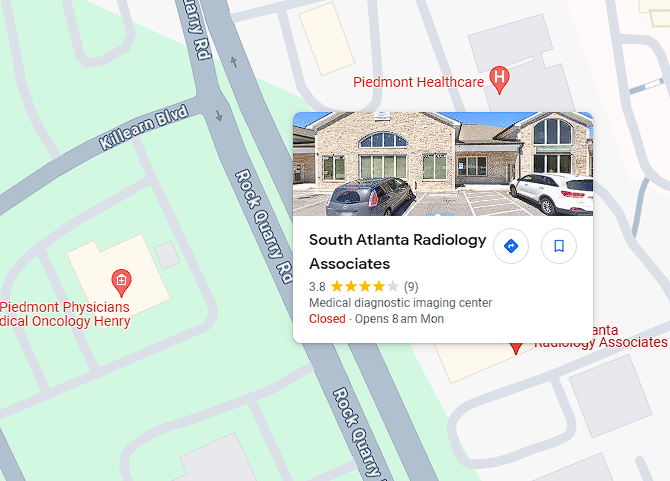 uarry Rd
Piedmont Healthcare
H
Killearn Blvd
Rock Quarry Rd
South Atlanta Radiology
Associates
3.8 (9)
Medical diagnostic imaging center
Closed · Opens 8 am Mon
Piedmont Physicians
dical Oncology Henry
anta
Radiology Associates
Rock Quarry Rd